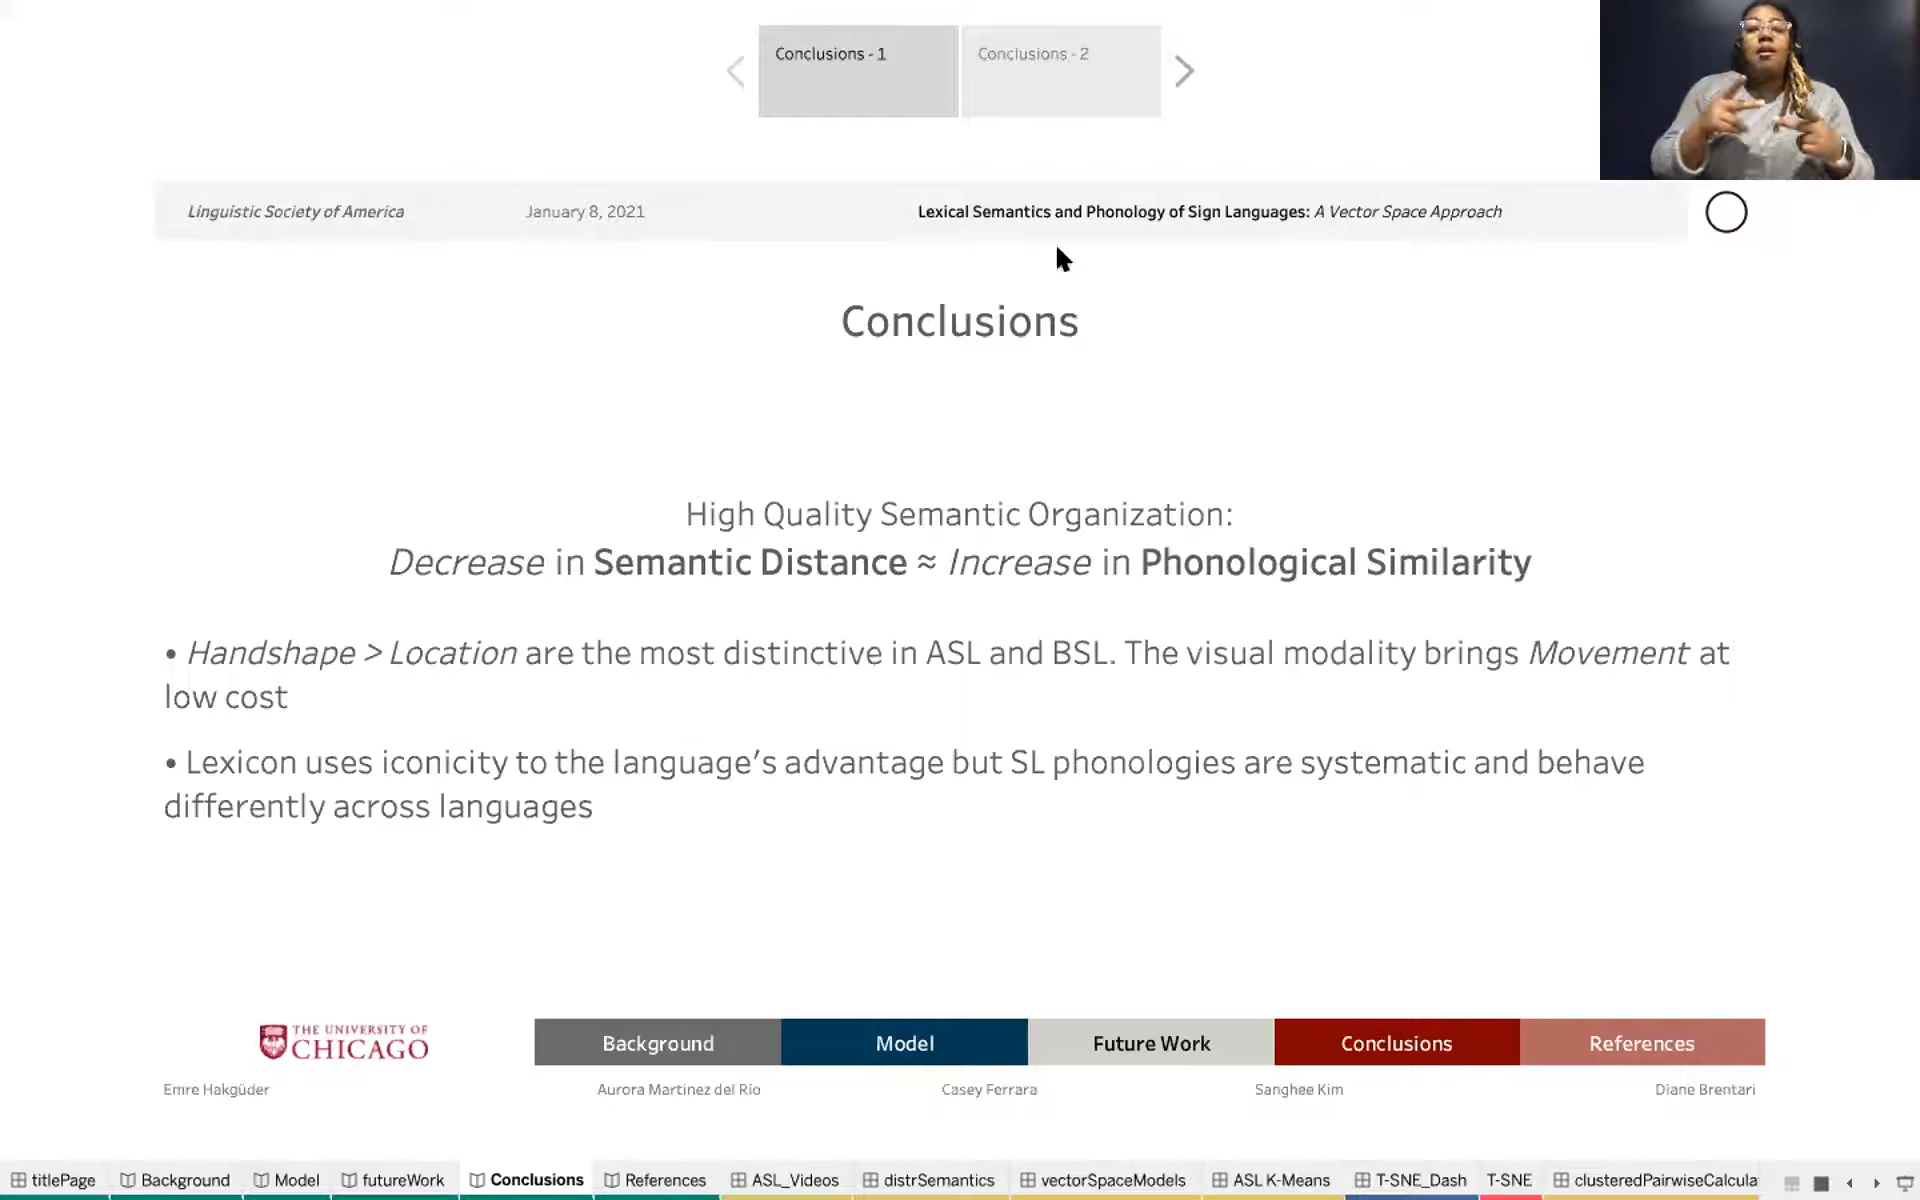 Conclusions - 1
Conclusions - 2
Linguistic Society of America
January 8, 2021
Lexical Semantics and Phonology of Sign Languages: A Vector Space Approach
Conclusions
High Quality Semantic Organization:
Decrease in Semantic Distance ≈ Increase in Phonological Similarity
• Handshape > Location are the most distinctive in ASL and BSL. The visual modality brings Movement at
low cost
• Lexicon uses iconicity to the language's advantage but SL phonologies are systematic and behave
differently across languages
THE UNIVERSITY OF
CHICAGO
Background
Model
Future Work
Conclusions
References
Emre Hakgüder
Aurora Martinez del Rio
Casey Ferrara
Sanghee Kim
Diane Brentari
titlePage
Background
Model
futureWork
Conclusions
References
ASL_Videos
distrSemantics
vectorSpaceModels
ASL K-Means
T-SNE_Dash
T-SNE
clusteredPairwiseCalcula